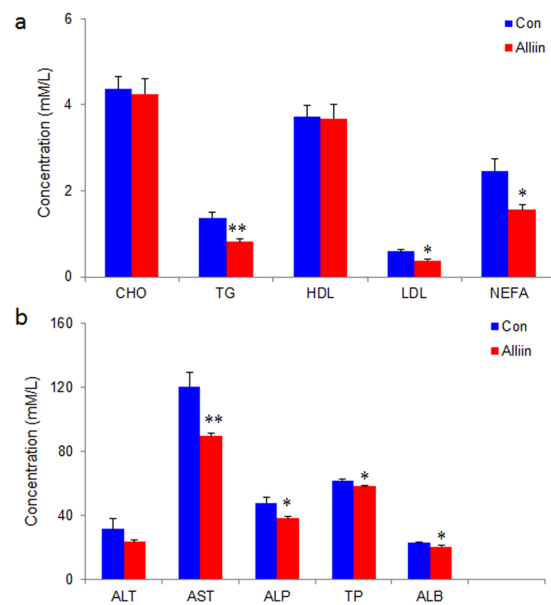 a
Concentration (mM/L)
6
4
2
0
Con
Alliin
**
*
*
CHO TG HDL LDL NEFA
b
Concentration (mM/L)
160
120
80
40
0
Con
Alliin
**
*
*
*
ALT AST ALP TP ALB